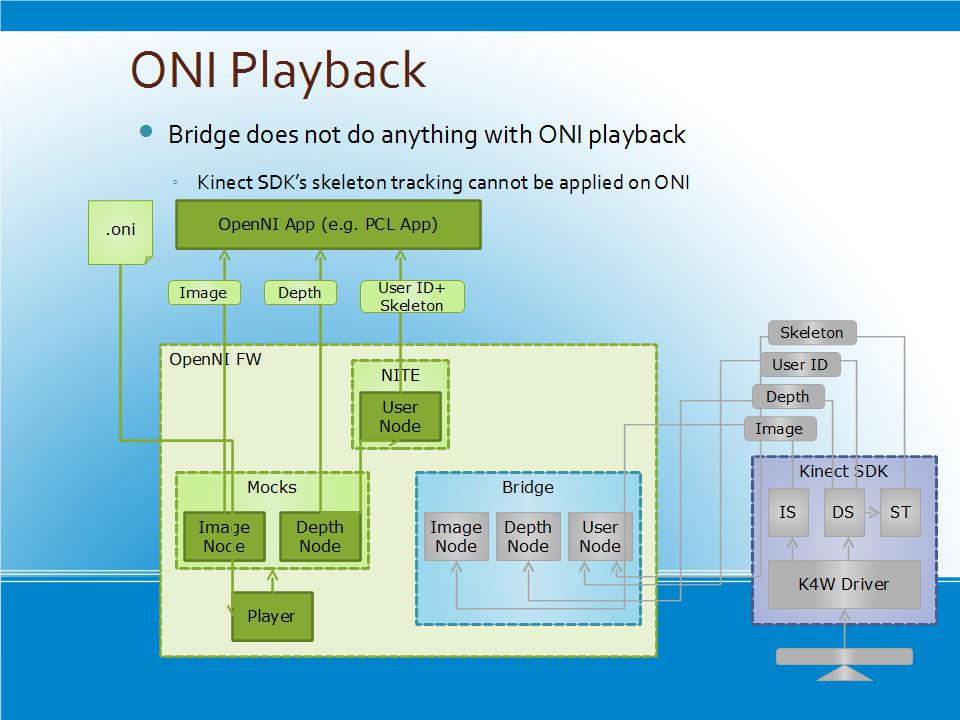 ONI Playback
Bridge does not do anything with ONI playback
Kinect SDK’s skeleton tracking cannot be applied on ONI
.oni
OpenNI App (e.g. PCL App)
Image
Depth
User ID+
Skeleton
OpenNI FW
NITE
User
Node
Mocks
Image
Node
Depth
Node
Player
Bridge
Image
Node
Depth
Node
User
Node
Skeleton
User ID
Depth
Image
Kinect SDK
IS
DS
ST
K4W Driver